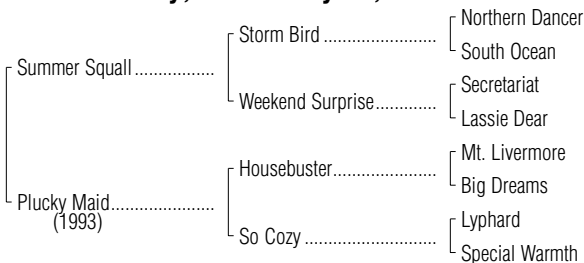 Northern Dancer
Storm Bird ..........................
South Ocean
Summer Squall..................
Secretariat
Weekend Surprise..............
Lassie Dear
Mt. Livermore
Housebuster........................
Big Dreams
Plucky Maid.......................
(1993)
Lyphard
So Cozy ..............................
Special Warmth